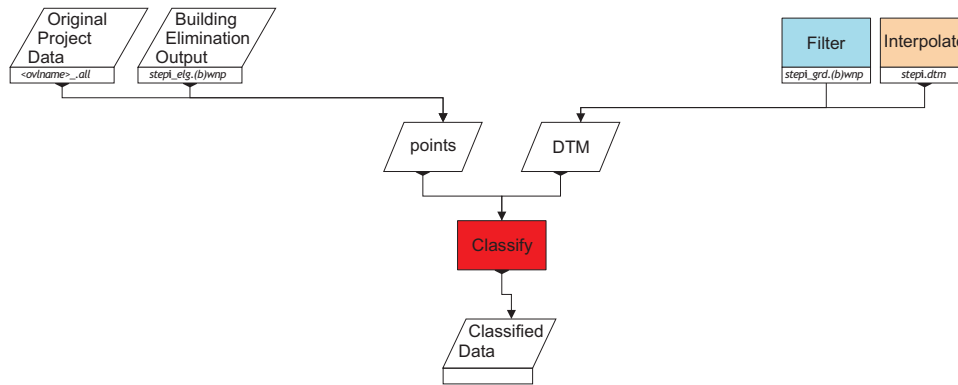 Original
Project
Data
<ovlname>_.all
Building
Elimination
Output
stepi_elg.(b)wnp
Filter
stepi_grd.(b)wnp
Interpolate
stepi.dtm
points
DTM
Classify
Classified
Data